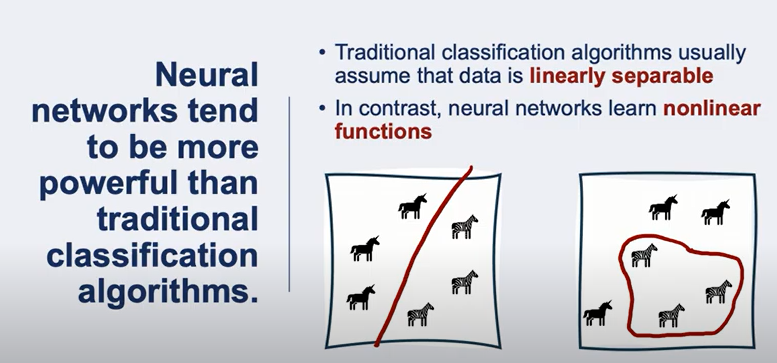 Neural
networks tend
to be more
powerful than
traditional
classification
algorithms.
• Traditional classification algorithms usually
assume that data is linearly separable
• In contrast, neural networks learn nonlinear
functions